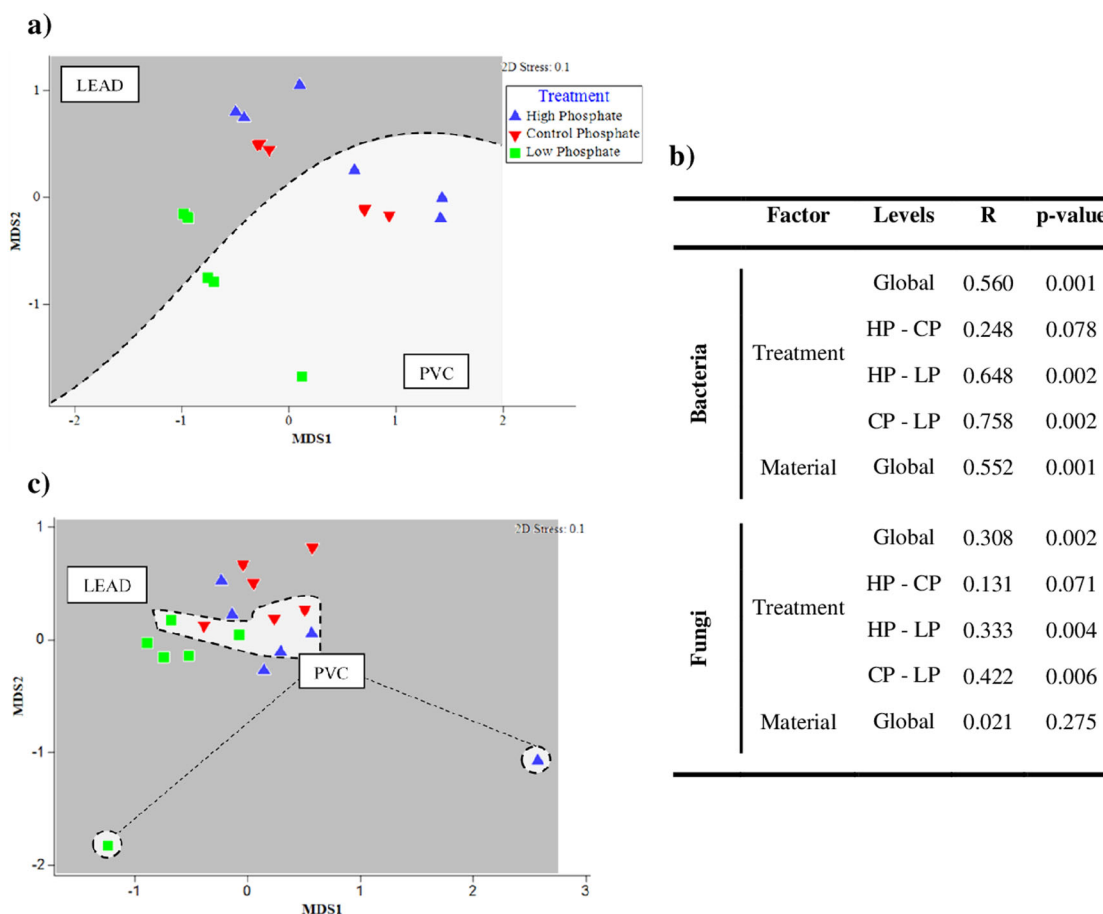 a)
LEAD
2D Stress: 0.1
Treatment
High Phosphate
Control Phosphate
Low Phosphate
1
0
-1
MDS2
PVC
-2 -1 0 1 2
MDS1
b)
Factor Levels R p-value
Bacteria
Treatment
Global 0.560 0.001
HP - CP 0.248 0.078
HP - LP 0.648 0.002
CP - LP 0.758 0.002
Material Global 0.552 0.001
Fungi
Treatment
Global 0.308 0.002
HP - CP 0.131 0.071
HP - LP 0.333 0.004
CP - LP 0.422 0.006
Material Global 0.021 0.275
c)
2D Stress: 0.1
LEAD
PVC
1
0
-1
-2
MDS2
-1 0 1 2 3
MDS1